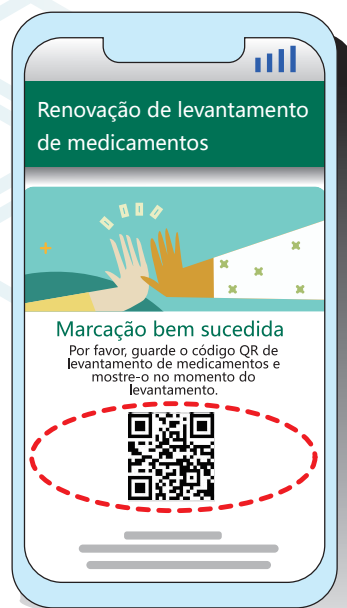 Renovação de levantamento
de medicamentos
Marcação bem sucedida
Por favor, guarde o código QR de
levantamento de medicamentos e
mostre-o no momento do
levantamento.